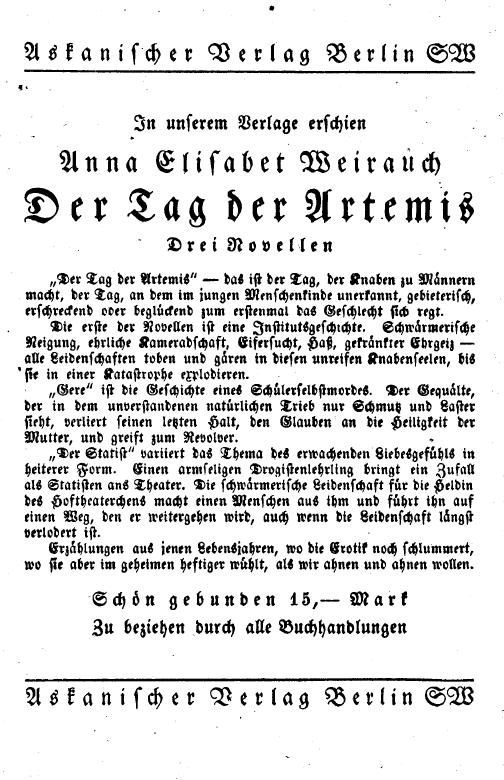 Askanischer Verlag Berlin SW
In unserem Verlage erschien
Anna Elisabet Weirauch
Der Tag der Artemis
Drei Novellen
„Der Tag der Artemis“ — das ist der Tag, der Knaben zu Männern
macht, der Tag, an dem im jungen Menschenkinde unerkannt, gebieterisch,
erschreckend oder beglückend zum erstenmal das Geschlecht sich regt.
Die erste der Novellen ist eine Institutsgeschichte. Schwärmerische
Neigung, ehrliche Kameradschaft, Eifersucht, Haß, gekränkter Ehrgeiz —
alle Leidenschaften toben und gären in diesen unreifen Knabenseelen, bis
sie in einer Katastrophe explodieren.
„Gere“ ist die Geschichte eines Schülerselbstmordes. Der Gequälte,
der in dem unverstandenen natürlichen Trieb nur Schmutz und Laster
sieht, verliert seinen letzten Halt, den Glauben an die Heiligkeit der
Mutter, und greift zum Revolver.
„Der Statist“ variiert das Thema des erwachenden Liebesgefühls in
heiterer Form. Einen armseligen Drogistenlehrling bringt ein Zufall
als Statisten ans Theater. Die schwärmerische Leidenschaft für die Heldin
des Hoftheaterchens macht einen Menschen aus ihm und führt ihn auf
einen Weg, den er weitergehen wird, auch wenn die Leidenschaft längst
verlodert ist.
Erzählungen aus jenen Lebensjahren, wo die Erotik noch schlummert,
wo sie aber im geheimen heftiger wühlt, als wir ahnen und ahnen wollen.
Schön gebunden 15,— Mark
Zu beziehen durch alle Buchhandlungen
Askanischer Verlag Berlin SW